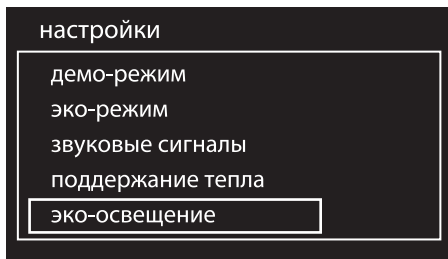 настройки
демо-режим
эко-режим
звуковые сигналы
поддержание тепла
эко-освещение